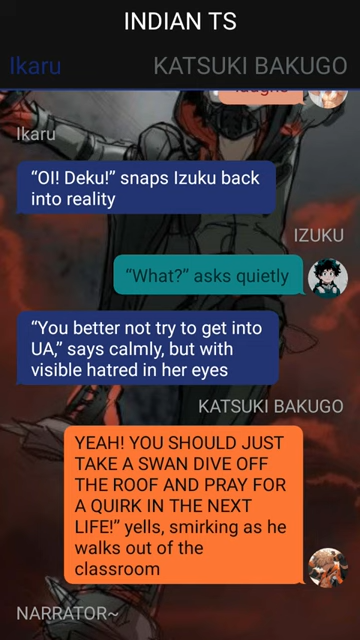 INDIAN TS
Ikaru
KATSUKI BAKUGO
Ikaru
“OI! Deku!” snaps Izuku back
into reality
IZUKU
“What?” asks quietly
“You better not try to get into
UA,” says calmly, but with
visible hatred in her eyes
KATSUKI BAKUGO
YEAH! YOU SHOULD JUST
TAKE A SWAN DIVE OFF
THE ROOF AND PRAY FOR
A QUIRK IN THE NEXT
LIFE!” yells, smirking as he
walks out of the
classroom
NARRATOR~